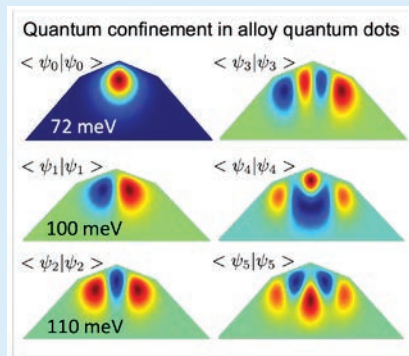 Quantum confinement in alloy quantum dots
< ψ₀|ψ₀ >
< ψ₃|ψ₃ >
72 meV
< ψ₁|ψ₁ >
< ψ₄|ψ₄ >
100 meV
< ψ₂|ψ₂ >
< ψ₅|ψ₅ >
110 meV